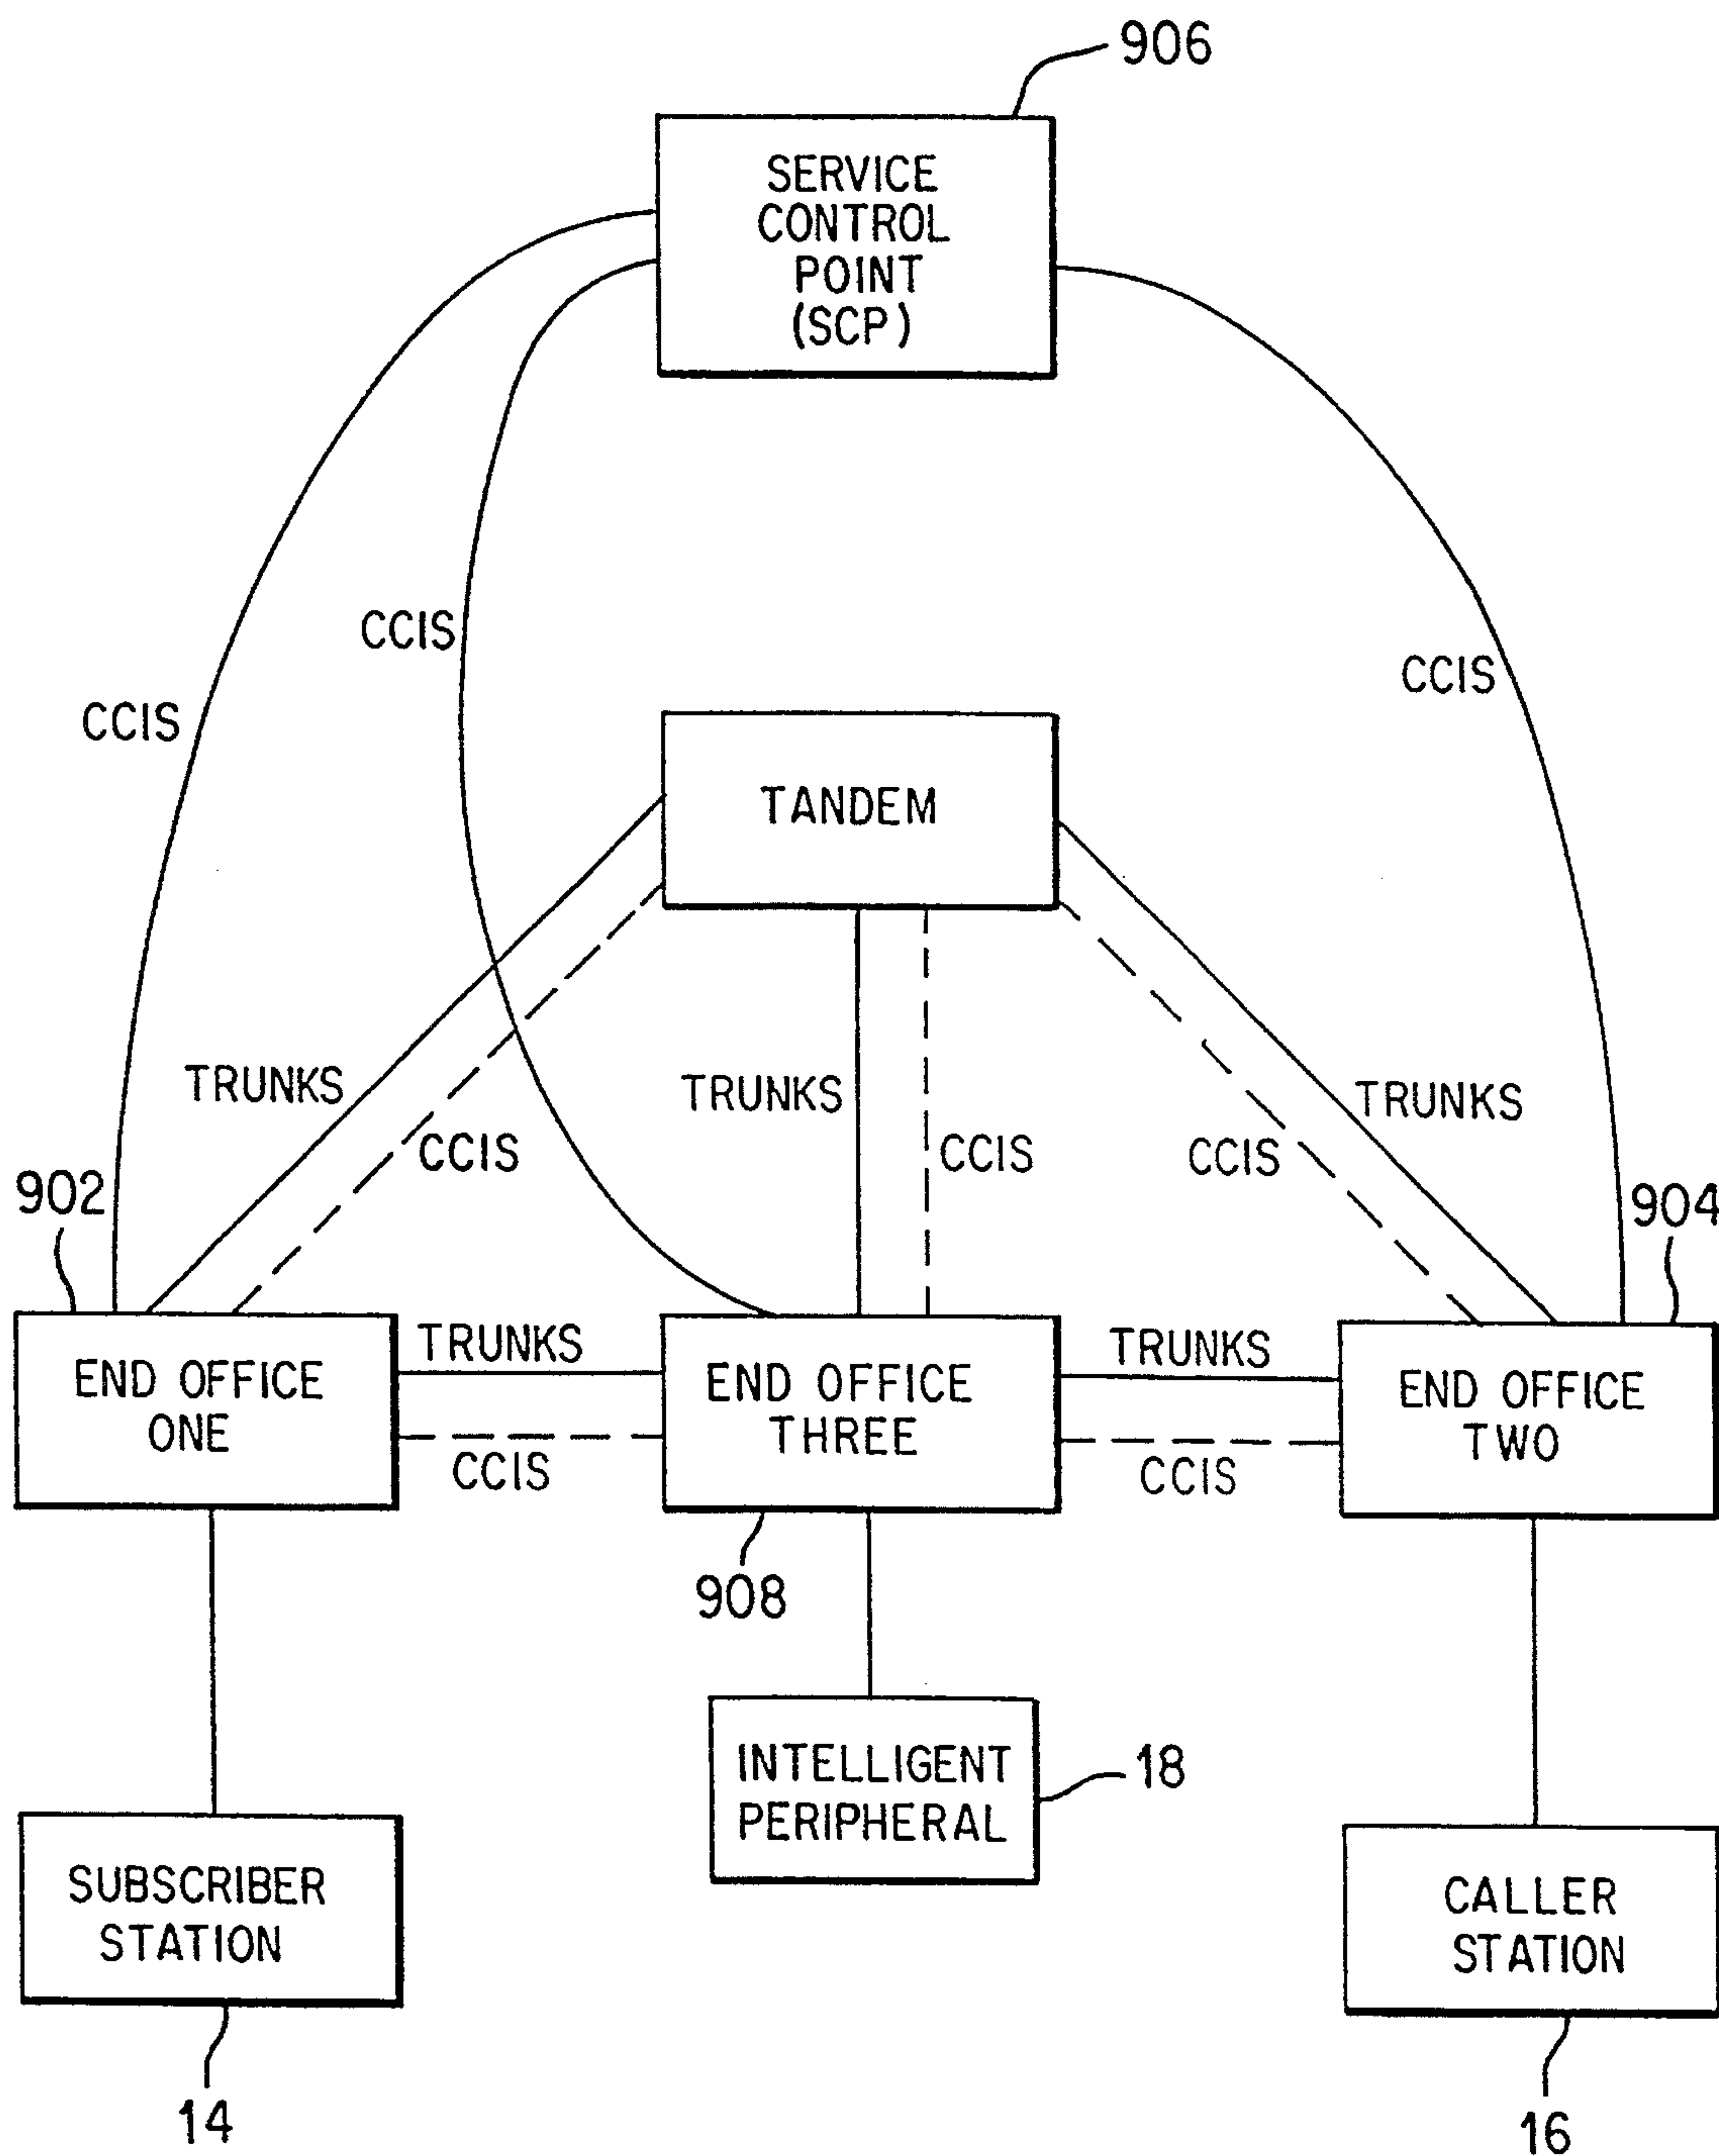 906
SERVICE
CONTROL
POINT
(SCP)
CCIS
CCIS
CCIS
TANDEM
TRUNKS
TRUNKS
TRUNKS
CCIS
CCIS
CCIS
902
904
END OFFICE
ONE
TRUNKS
CCIS
END OFFICE
THREE
TRUNKS
CCIS
END OFFICE
TWO
908
INTELLIGENT
PERIPHERAL
18
SUBSCRIBER
STATION
CALLER
STATION
14
16